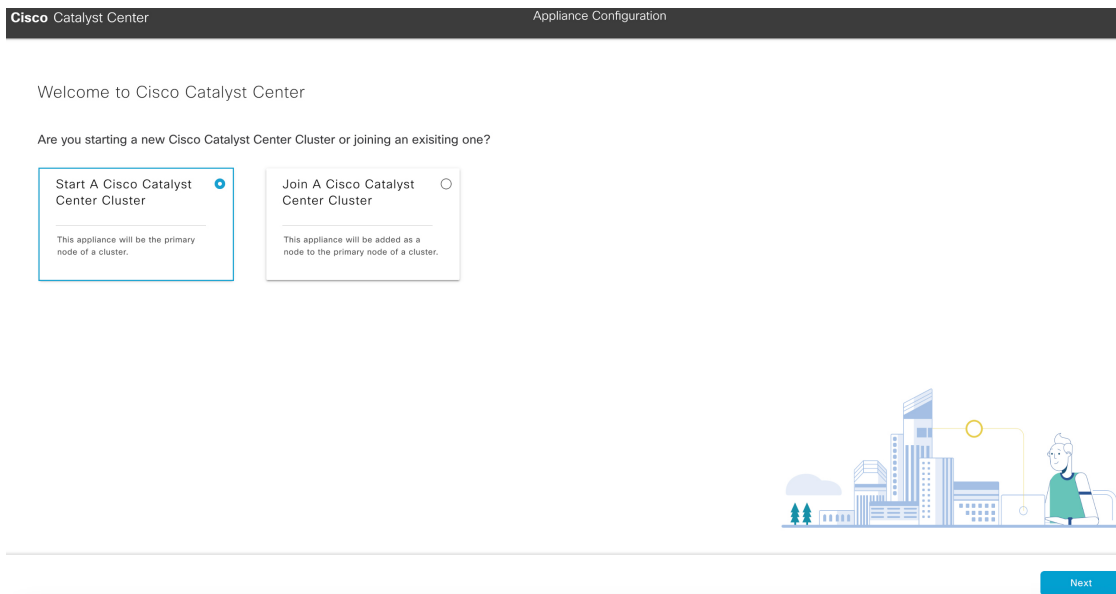 Cisco Catalyst Center
Appliance Configuration
Welcome to Cisco Catalyst Center
Are you starting a new Cisco Catalyst Center Cluster or joining an exisiting one?
Start A Cisco Catalyst
Center Cluster
This appliance will be the primary
node of a cluster.
Join A Cisco Catalyst
Center Cluster
This appliance will be added as a
node to the primary node of a cluster.
Next